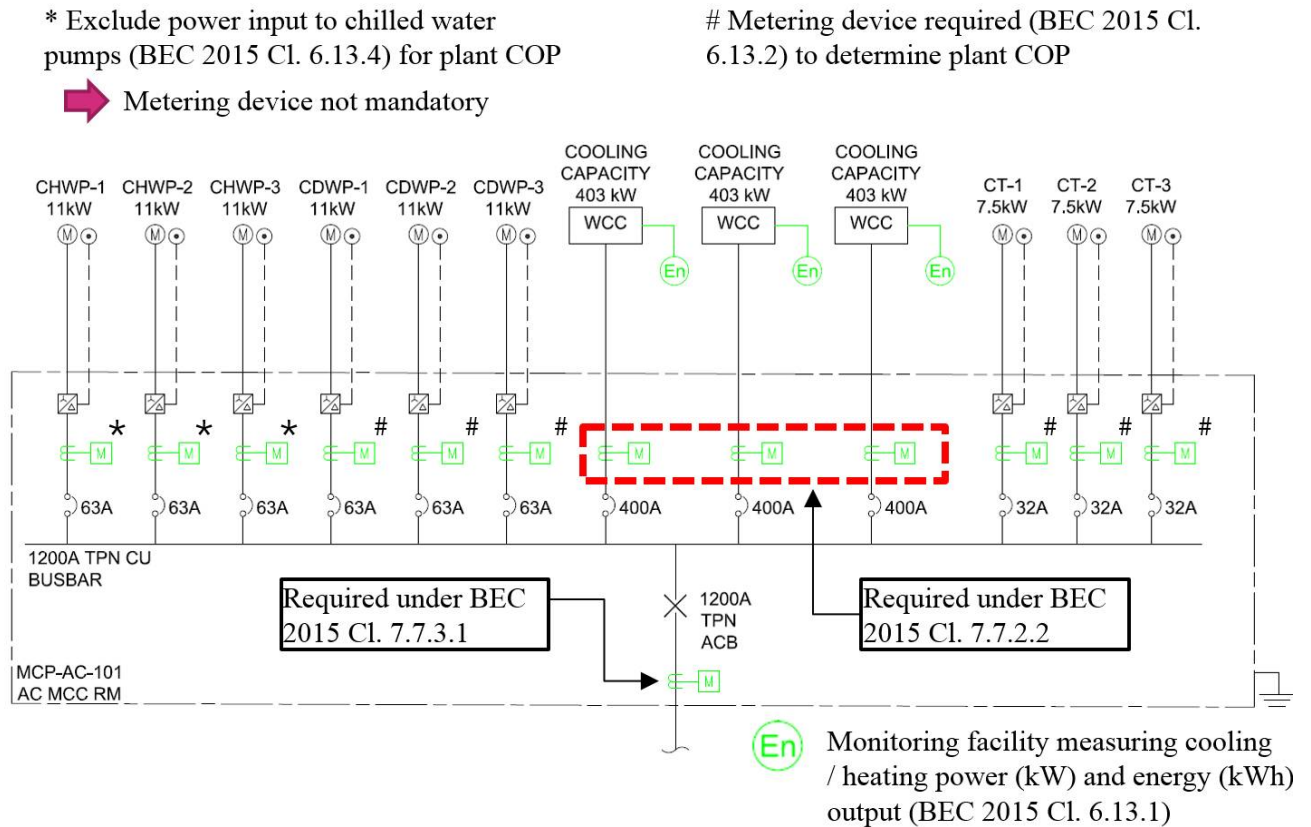 * Exclude power input to chilled water
pumps (BEC 2015 Cl. 6.13.4) for plant COP
Metering device not mandatory
# Metering device required (BEC 2015 Cl.
6.13.2) to determine plant COP
CHWP-1
11kW
CHWP-2
11kW
CHWP-3
11kW
CDWP-1
11kW
CDWP-2
11kW
CDWP-3
11kW
COOLING
CAPACITY
403 kW
COOLING
CAPACITY
403 kW
COOLING
CAPACITY
403 kW
CT-1
7.5kW
CT-2
7.5kW
CT-3
7.5kW
M M M M M M WCC WCC WCC M M M
En En En
* * * # # # # # #
M M M M M M M M M M M M
63A 63A 63A 63A 63A 63A 400A 400A 400A 32A 32A 32A
1200A TPN CU
BUSBAR
Required under BEC
2015 Cl. 7.7.3.1
1200A
TPN
ACB
Required under BEC
2015 Cl. 7.7.2.2
MCP-AC-101
AC MCC RM
M
En
Monitoring facility measuring cooling
/ heating power (kW) and energy (kWh)
output (BEC 2015 Cl. 6.13.1)